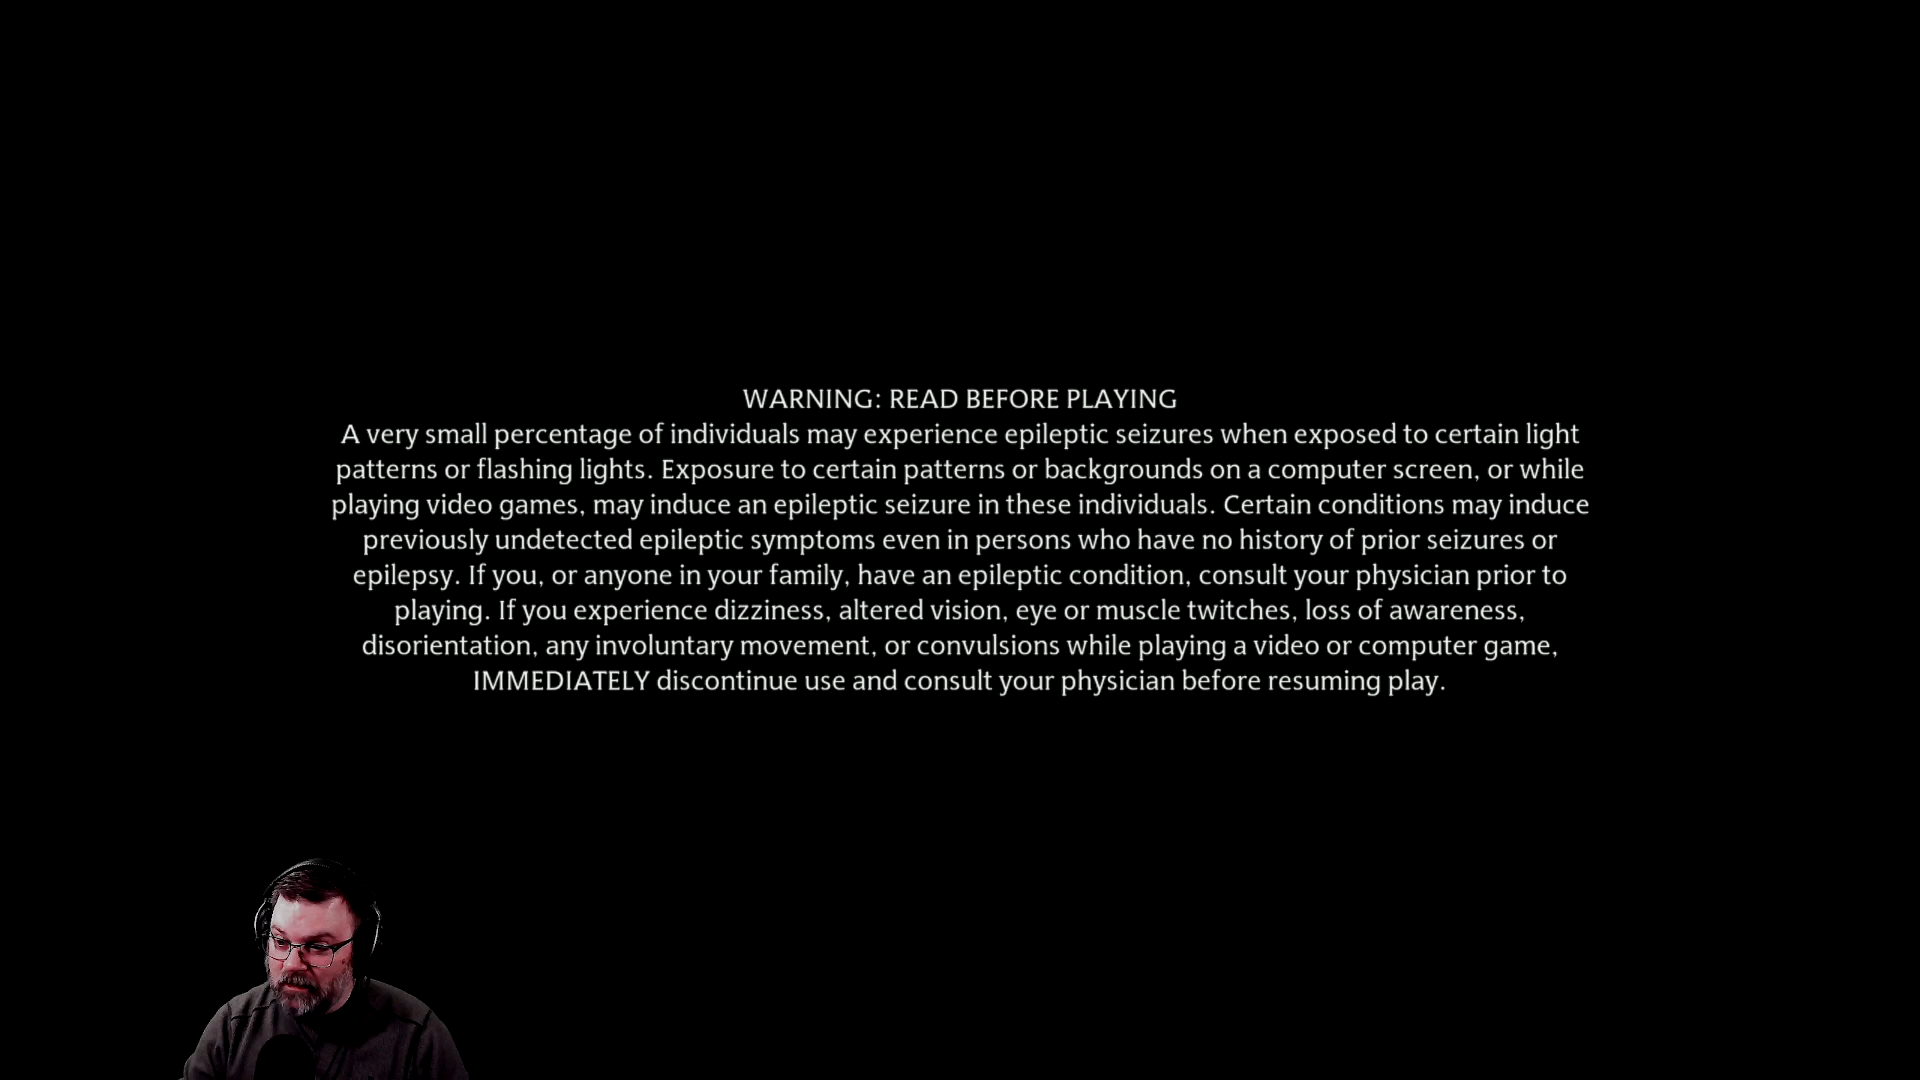 WARNING: READ BEFORE PLAYING
A very small percentage of individuals may experience epileptic seizures when exposed to certain light
patterns or flashing lights. Exposure to certain patterns or backgrounds on a computer screen, or while
playing video games, may induce an epileptic seizure in these individuals. Certain conditions may induce
previously undetected epileptic symptoms even in persons who have no history of prior seizures or
epilepsy. If you, or anyone in your family, have an epileptic condition, consult your physician prior to
playing. If you experience dizziness, altered vision, eye or muscle twitches, loss of awareness,
disorientation, any involuntary movement, or convulsions while playing a video or computer game,
IMMEDIATELY discontinue use and consult your physician before resuming play.